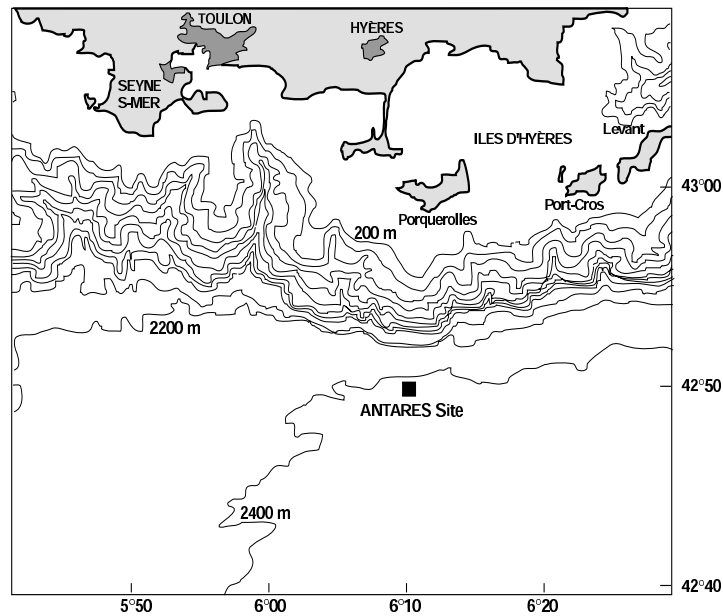 TOULON
HYÈRES
SEYNE
S-MER
ILES D'HYÈRES
Levant
43°00
Port-Cros
Porquerolles
200 m
2200 m
42°50
ANTARES Site
2400 m
42°40
5°50
6°00
6°10
6°20